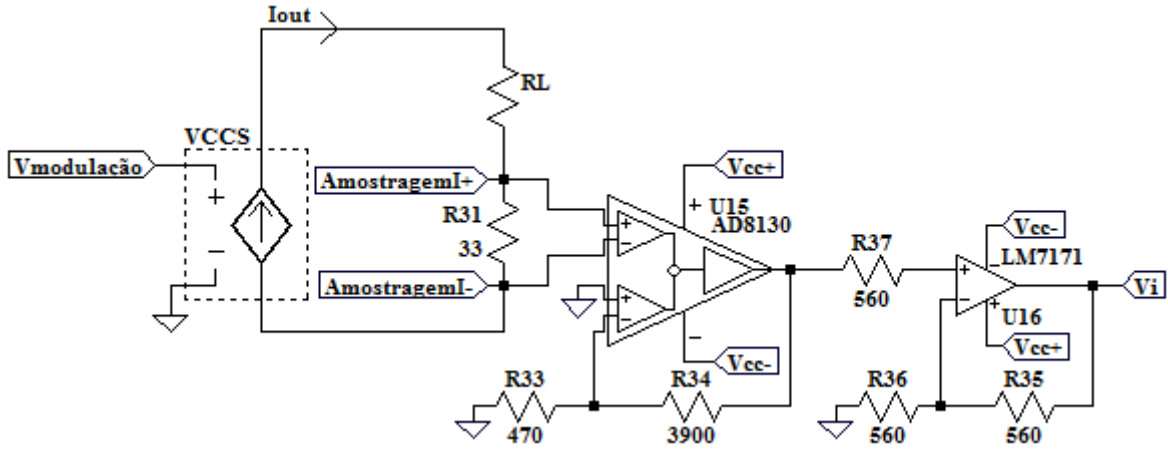 Iout
RL
VCCS
Vmodulação
+
−
AmostragemI+
R31
33
AmostragemI-
Vcc+
+
U15
AD8130
+
−
+
−
−
Vcc-
R33
470
R34
3900
R37
560
Vcc-
−
LM7171
+
−
+
U16
Vcc+
Vi
R36
560
R35
560